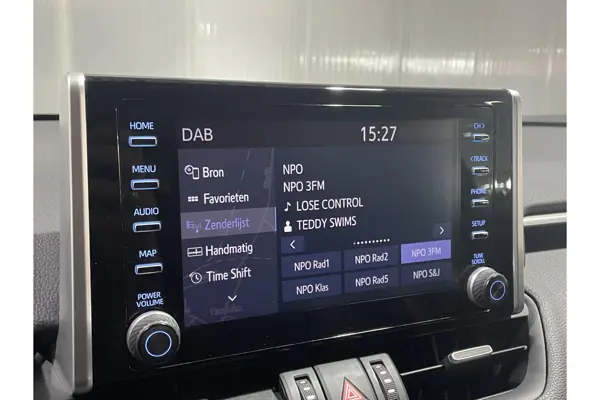 HOME
MENU
AUDIO
MAP
POWER
VOLUME
DAB
15:27
Bron
Favorieten
Zenderlijst
Handmatig
Time Shift
NPO
NPO 3FM
LOSE CONTROL
TEDDY SWIMS
NPO Rad1
NPO Rad2
NPO 3FM
NPO Klas
NPO Rad5
NPO S&J
CH >
< TRACK
PHONE
SETUP
TUNE
SCROLL